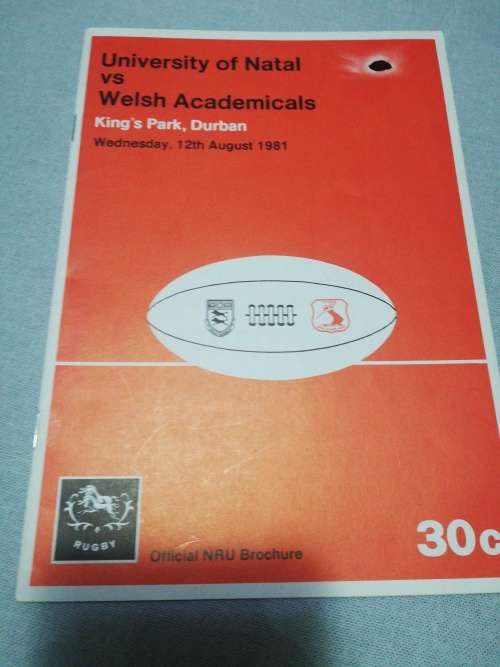 University of Natal
vs
Welsh Academicals
King's Park, Durban
Wednesday, 12th August 1981
RUGBY
Official NRU Brochure
30c